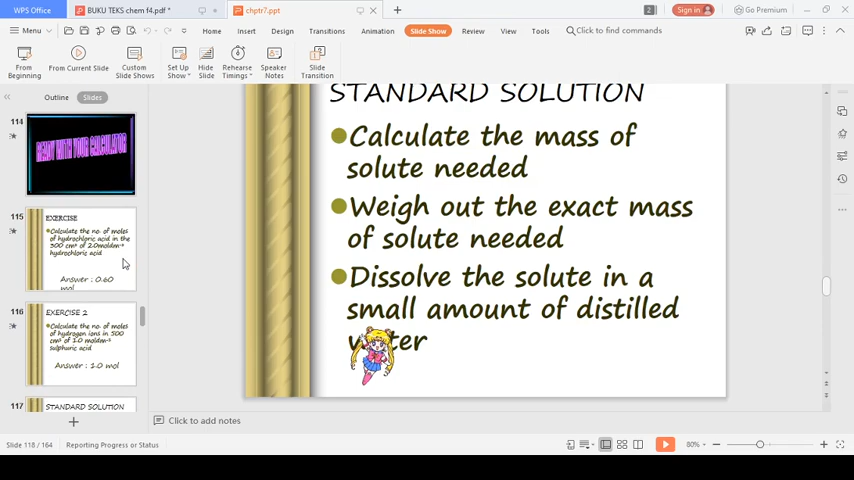 WPS Office
BUKU TEKS chem f4.pdf *
chptr7.ppt
2
Sign in
Go Premium
Menu
Home
Insert
Design
Transitions
Animation
Slide Show
Review
View
Tools
Click to find commands
From
Beginning
From Current Slide
Custom
Shows
Set Up
Show
Hide
Slide
Rehearse
Timings
Speaker
Notes
Slide
Transition
Outline
Slides
114
READY WITH YOUR CALCULATOR
115
EXERCISE
Calculate the no. of moles
of hydrochloric acid in the
300 cm³ of 2.0moldm-³
hydrochloric acid
Answer : 0.60
mol
116
EXERCISE 2
Calculate the no. of moles
of hydrogen ions in 500
cm³ of 1.0 moldm-³
sulphuric acid
Answer : 1.0 mol
117
STANDARD SOLUTION
STANDARD SOLUTION
Calculate the mass of
solute needed
Weigh out the exact mass
of solute needed
Dissolve the solute in a
small amount of distilled
water
Click to add notes
Slide 118 / 164
Reporting Progress or Status
80%